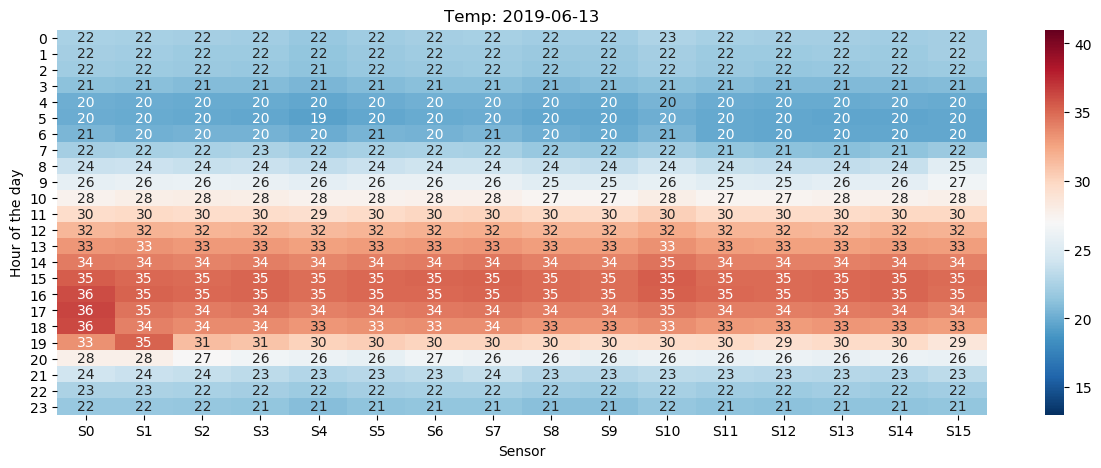 Temp: 2019-06-13
0 22 22 22 22 22 22 22 22 22 22 23 22 22 22 22 22
1 22 22 22 22 22 22 22 22 22 22 22 22 22 22 22 22
2 22 22 22 22 21 22 22 22 22 22 22 22 22 22 22 22
3 21 21 21 21 21 21 21 21 21 21 21 21 21 21 21 21
4 20 20 20 20 20 20 20 20 20 20 20 20 20 20 20 20
5 20 20 20 20 19 20 20 20 20 20 20 20 20 20 20 20
6 21 20 20 20 20 21 20 21 20 20 21 20 20 20 20 20
7 22 22 22 23 22 22 22 22 22 22 22 21 21 21 21 22
8 24 24 24 24 24 24 24 24 24 24 24 24 24 24 24 25
9 26 26 26 26 26 26 26 26 25 25 26 25 25 26 26 27
10 28 28 28 28 28 28 28 28 27 27 28 27 27 28 28 28
11 30 30 30 30 29 30 30 30 30 30 30 30 30 30 30 30
12 32 32 32 32 32 32 32 32 32 32 32 32 32 32 32 32
13 33 33 33 33 33 33 33 33 33 33 33 33 33 33 33 33
14 34 34 34 34 34 34 34 34 34 34 35 34 34 34 34 34
15 35 35 35 35 35 35 35 35 35 35 35 35 35 35 35 35
16 36 35 35 35 35 35 35 35 35 35 35 35 35 35 35 35
17 36 35 34 34 34 34 34 34 34 34 35 34 34 34 34 34
18 36 34 34 34 33 33 33 34 33 33 33 33 33 33 33 33
19 33 35 31 31 30 30 30 30 30 30 30 30 29 30 30 29
20 28 28 27 26 26 26 27 26 26 26 26 26 26 26 26 26
21 24 24 24 23 23 23 23 24 23 23 23 23 23 23 23 23
22 23 23 22 22 22 22 22 22 22 22 22 22 22 22 22 22
23 22 22 22 21 21 21 21 21 21 21 22 21 21 21 21 21
S0 S1 S2 S3 S4 S5 S6 S7 S8 S9 S10 S11 S12 S13 S14 S15
Sensor
Hour of the day
40
35
30
25
20
15